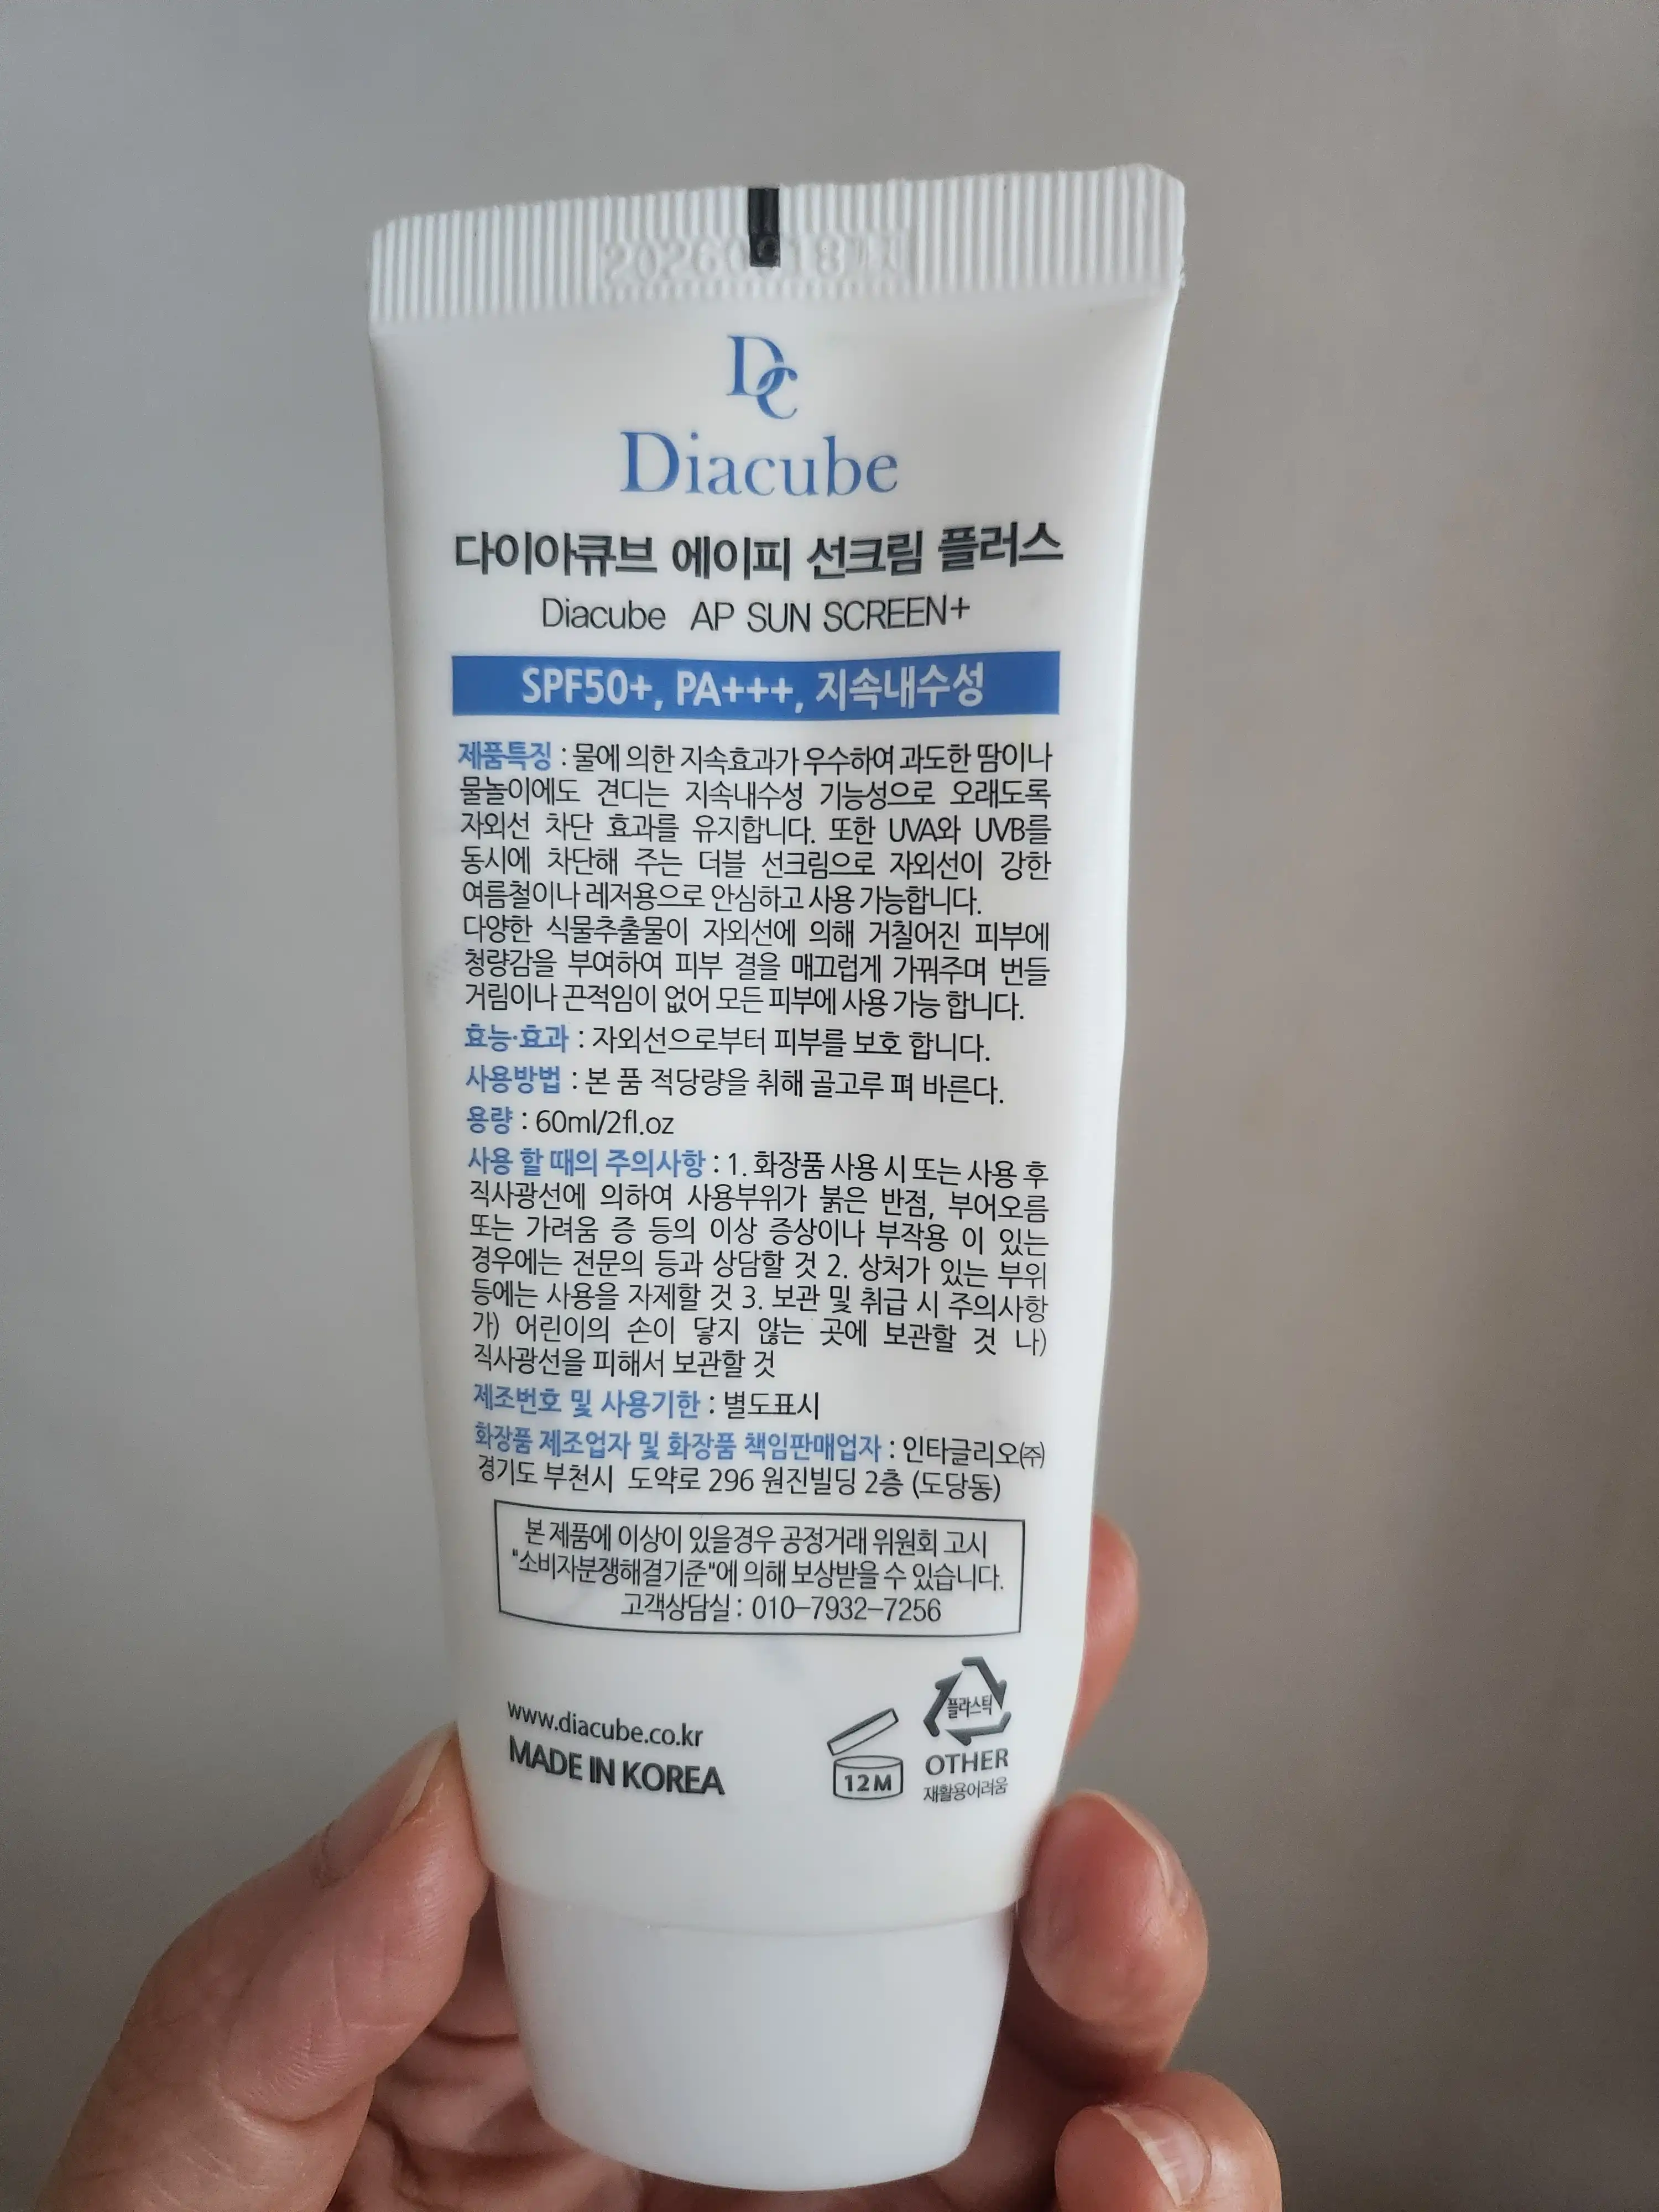 DC
Diacube
다이아큐브 에이피 선크림 플러스
Diacube AP SUN SCREEN+
SPF50+, PA+++, 지속내수성
제품특징 : 물에 의한 지속효과가 우수하여 과도한 땀이나
물놀이에도 견디는 지속내수성 기능성으로 오래도록
자외선 차단 효과를 유지합니다. 또한 UVA와 UVB를
동시에 차단해 주는 더블 선크림으로 자외선이 강한
여름철이나 레저용으로 안심하고 사용 가능합니다.
다양한 식물추출물이 자외선에 의해 거칠어진 피부에
청량감을 부여하여 피부 결을 매끄럽게 가꿔주며 번들
거림이나 끈적임이 없어 모든 피부에 사용 가능 합니다.
효능·효과 : 자외선으로부터 피부를 보호 합니다.
사용방법 : 본 품 적당량을 취해 골고루 펴 바른다.
용량 : 60ml/2fl.oz
사용 할 때의 주의사항 : 1. 화장품 사용 시 또는 사용 후
직사광선에 의하여 사용부위가 붉은 반점, 부어오름
또는 가려움 증 등의 이상 증상이나 부작용 이 있는
경우에는 전문의 등과 상담할 것 2. 상처가 있는 부위
등에는 사용을 자제할 것 3. 보관 및 취급 시 주의사항
가) 어린이의 손이 닿지 않는 곳에 보관할 것 나)
직사광선을 피해서 보관할 것
제조번호 및 사용기한 : 별도표시
화장품 제조업자 및 화장품 책임판매업자 : 인타글리오㈜
경기도 부천시 도약로 296 원진빌딩 2층 (도당동)
본 제품에 이상이 있을경우 공정거래 위원회 고시
"소비자분쟁해결기준"에 의해 보상받을 수 있습니다.
고객상담실 : 010-7932-7256
www.diacube.co.kr
MADE IN KOREA
12M
플라스틱
OTHER
재활용어려움